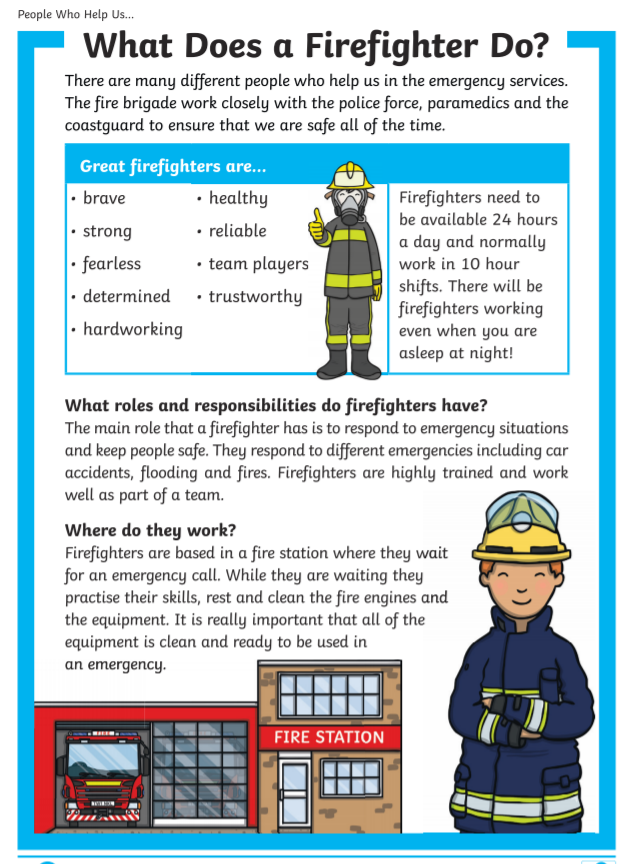 People Who Help Us...
What Does a Firefighter Do?
There are many different people who help us in the emergency services.
The fire brigade work closely with the police force, paramedics and the
coastguard to ensure that we are safe all of the time.
Great firefighters are...
• brave
• strong
• fearless
• determined
• hardworking
• healthy
• reliable
• team players
• trustworthy
Firefighters need to
be available 24 hours
a day and normally
work in 10 hour
shifts. There will be
firefighters working
even when you are
asleep at night!
What roles and responsibilities do firefighters have?
The main role that a firefighter has is to respond to emergency situations
and keep people safe. They respond to different emergencies including car
accidents, flooding and fires. Firefighters are highly trained and work
well as part of a team.
Where do they work?
Firefighters are based in a fire station where they wait
for an emergency call. While they are waiting they
practise their skills, rest and clean the fire engines and
the equipment. It is really important that all of the
equipment is clean and ready to be used in
an emergency.
FIRE STATION
FIRE